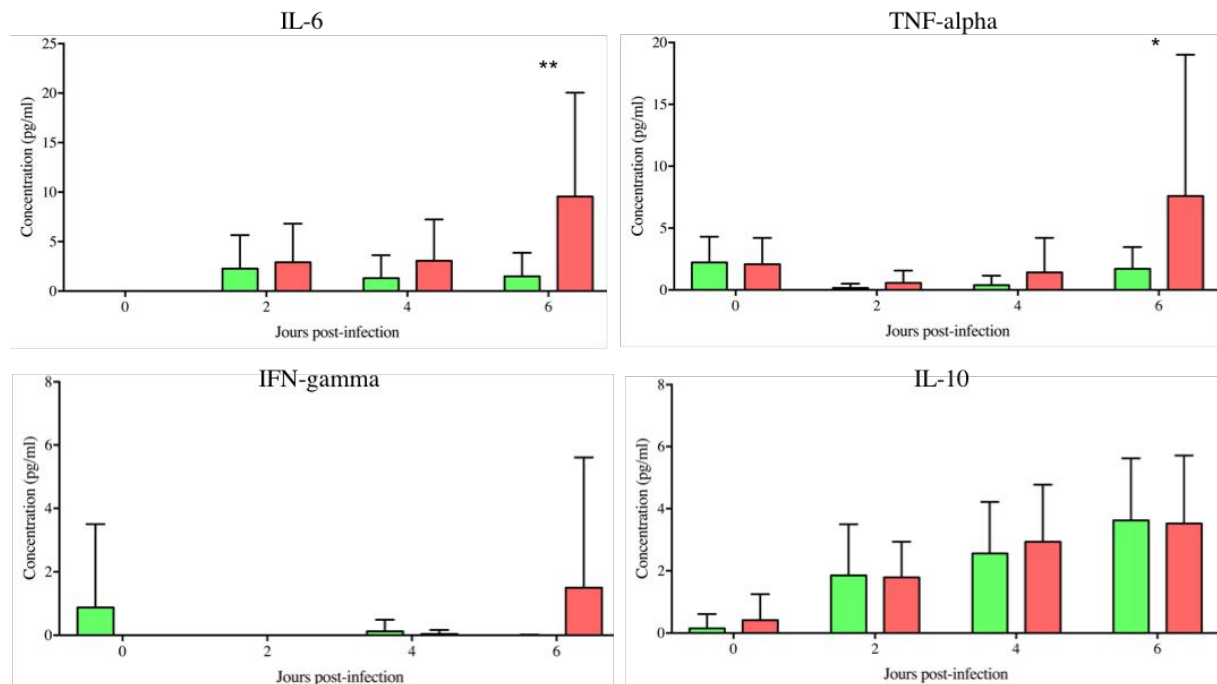 IL-6
25
20
15
10
5
0
Concentration (pg/ml)
**
0 2 4 6
Jours post-infection
TNF-alpha
20
15
10
5
0
Concentration (pg/ml)
*
0 2 4 6
Jours post-infection
IFN-gamma
8
6
4
2
0
Concentration (pg/ml)
0 2 4 6
Jours post-infection
IL-10
8
6
4
2
0
Concentration (pg/ml)
0 2 4 6
Jours post-infection